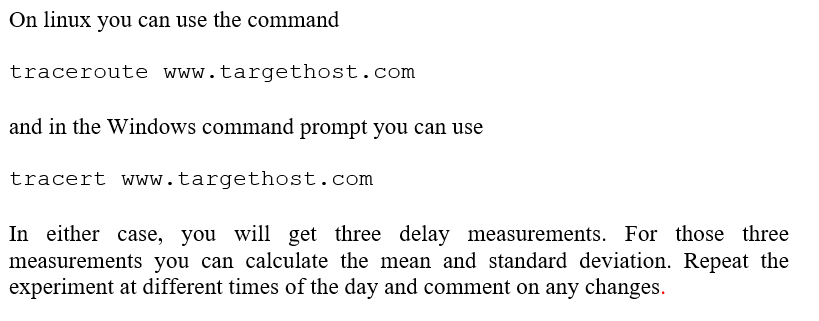 On linux you can use the command
traceroute www.targethost.com
and in the Windows command prompt you can use
tracert www.targethost.com
In either case, you will get three delay measurements. For those three
measurements you can calculate the mean and standard deviation. Repeat the
experiment at different times of the day and comment on any changes.